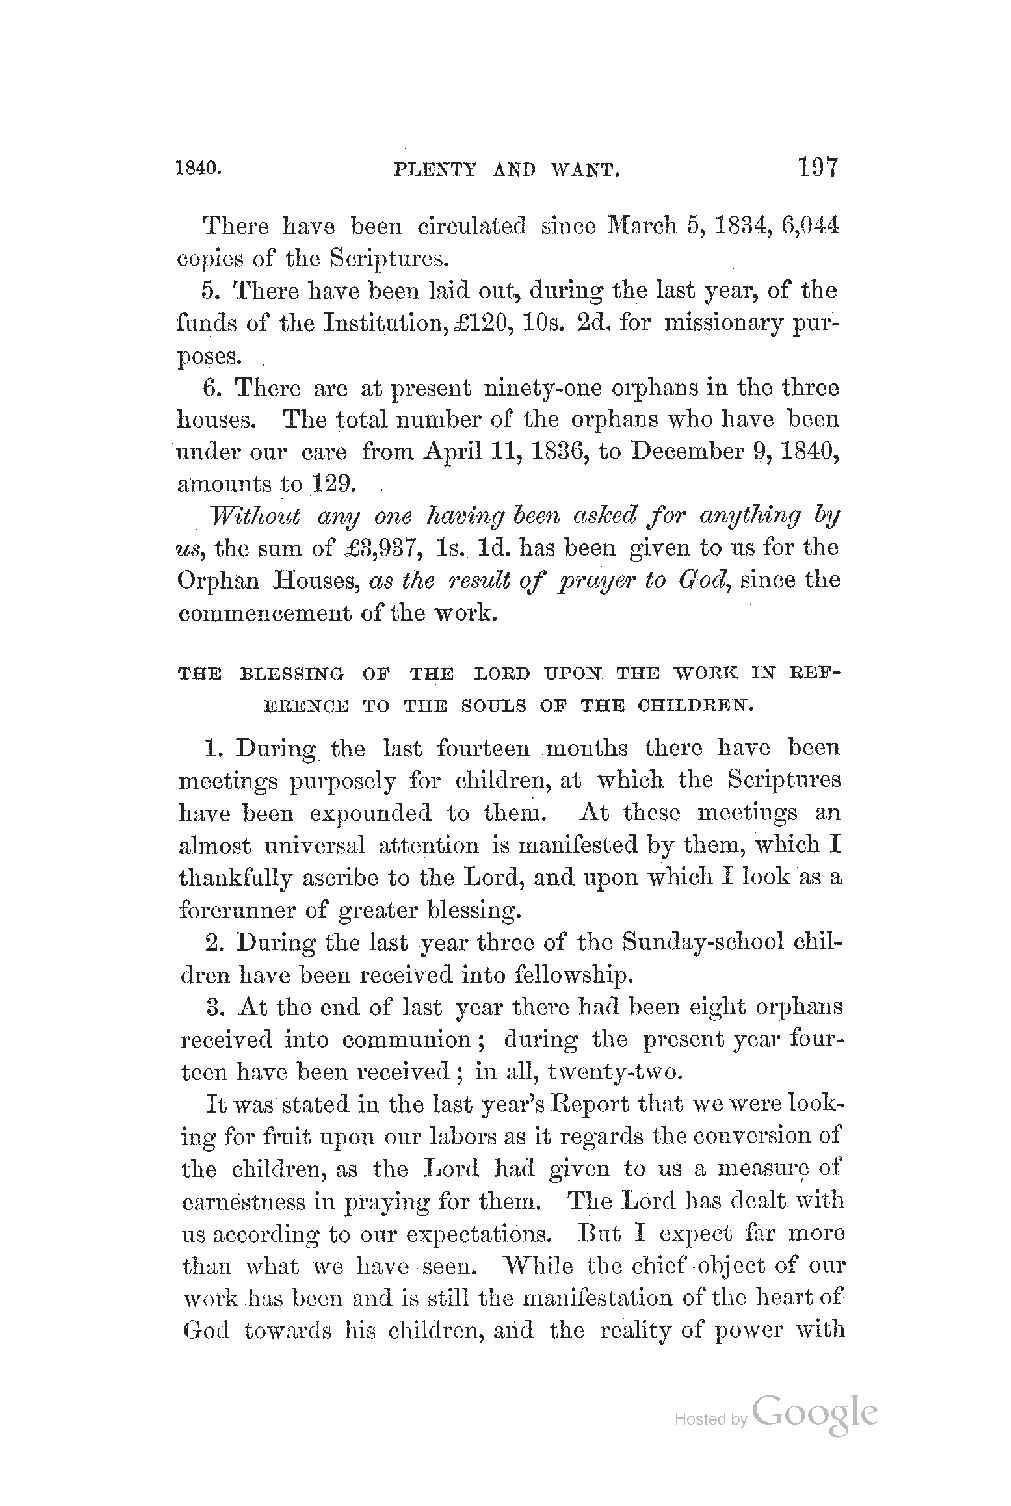 1840. PLENTY AND WANT. 197
There have been circulated since March 5, 1834, 6,044
copies of the Scriptures.
5. There have been laid out, during the last year, of the
funds of the Institution, £120, 10s. 2d. for missionary pur-
poses.
6. There are at present ninety-one orphans in the three
houses. The total number of the orphans who have been
under our care from April 11, 1836, to December 9, 1840,
amounts to 129.
Without any one having been asked for anything by
us, the sum of £3,937, 1s. 1d. has been given to us for the
Orphan Houses, as the result of prayer to God, since the
commencement of the work.
THE BLESSING OF THE LORD UPON THE WORK IN REF-
ERENCE TO THE SOULS OF THE CHILDREN.
1. During the last fourteen months there have been
meetings purposely for children, at which the Scriptures
have been expounded to them. At these meetings an
almost universal attention is manifested by them, which I
thankfully ascribe to the Lord, and upon which I look as a
forerunner of greater blessing.
2. During the last year three of the Sunday-school chil-
dren have been received into fellowship.
3. At the end of last year there had been eight orphans
received into communion; during the present year four-
teen have been received; in all, twenty-two.
It was stated in the last year's Report that we were look-
ing for fruit upon our labors as it regards the conversion of
the children, as the Lord had given to us a measure of
earnestness in praying for them. The Lord has dealt with
us according to our expectations. But I expect far more
than what we have seen. While the chief object of our
work has been and is still the manifestation of the heart of
God towards his children, and the reality of power with
Hosted by Google